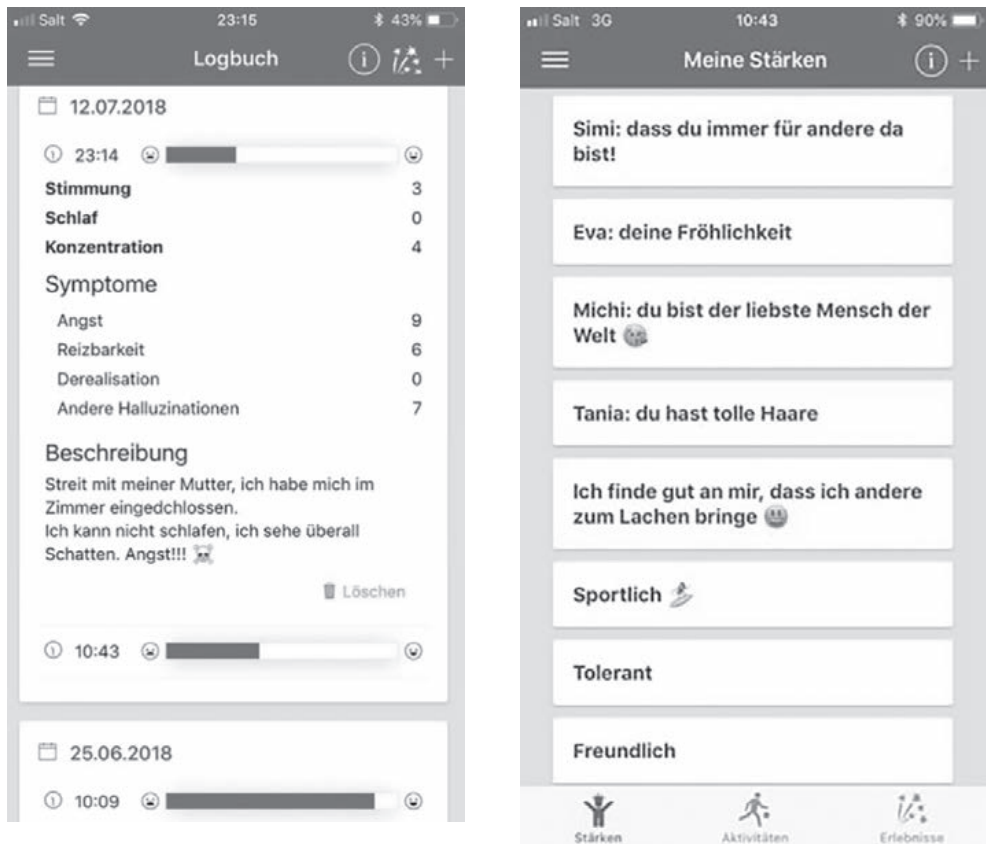 Salt 23:15 43%
Logbuch
12.07.2018
23:14
Stimmung 3
Schlaf 0
Konzentration 4
Symptome
Angst 9
Reizbarkeit 6
Derealisation 0
Andere Halluzinationen 7
Beschreibung
Streit mit meiner Mutter, ich habe mich im
Zimmer eingedchlossen.
Ich kann nicht schlafen, ich sehe überall
Schatten. Angst!!! ☠️
Löschen
10:43
25.06.2018
10:09
Salt 3G 10:43 90%
Meine Stärken
Simi: dass du immer für andere da
bist!
Eva: deine Fröhlichkeit
Michi: du bist der liebste Mensch der
Welt 😘
Tania: du hast tolle Haare
Ich finde gut an mir, dass ich andere
zum Lachen bringe 😃
Sportlich 🏄
Tolerant
Freundlich
Stärken Aktivitäten Erlebnisse